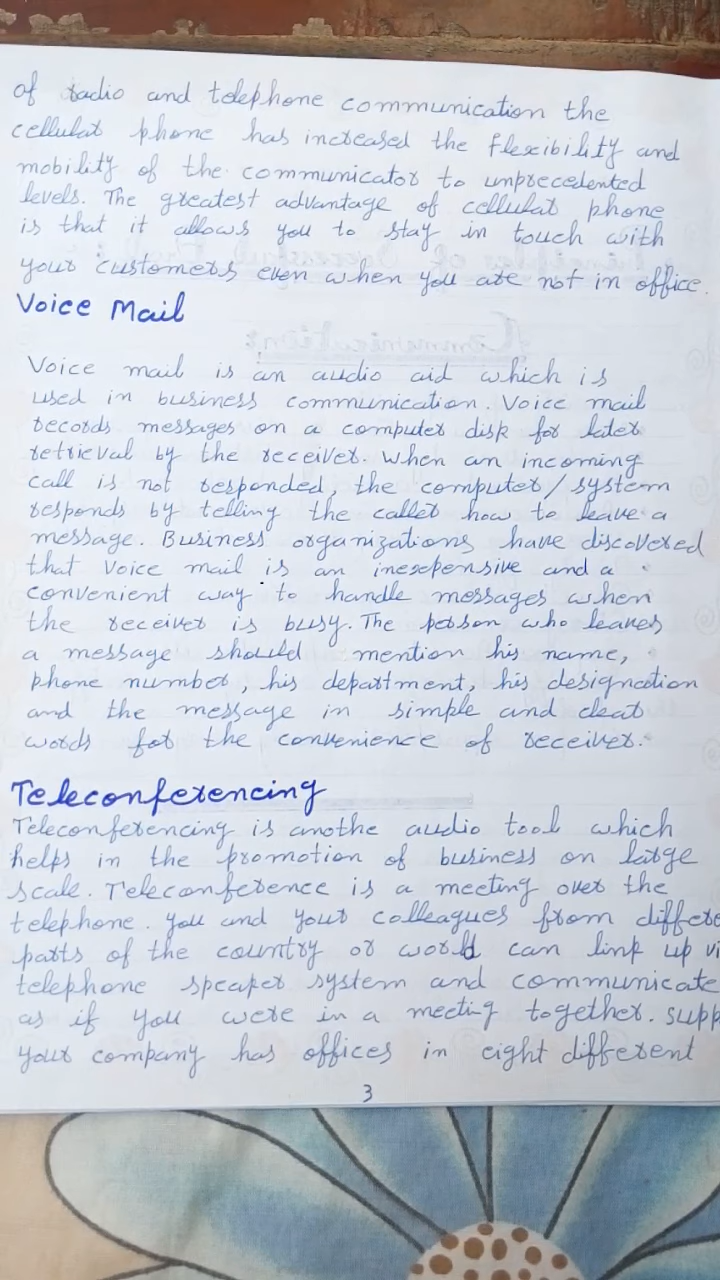 of radio and telephone communication the
cellular phone has increased the flexibility and
mobility of the communicator to unprecedented
levels. The greatest advantage of cellular phone
is that it allows you to stay in touch with
your customers even when you are not in office.
Voice Mail
Voice mail is an audio aid which is
used in business communication. Voice mail
records messages on a computer disk for later
retrieval by the receiver. When an incoming
call is not responded, the computer/system
responds by telling the caller how to leave a
message. Business organizations have discovered
that Voice mail is an inexpensive and a
convenient way to handle messages when
the receiver is busy. The person who leaves
a message should mention his name,
phone number, his department, his designation
and the message in simple and clear
words for the convenience of receiver.
Teleconferencing
Teleconferencing is anothe audio tool which
helps in the promotion of business on large
scale. Teleconference is a meeting over the
telephone. You and your colleagues from differe
parts of the country or world can link up vi
telephone speaper system and communicate
as if you were in a meeting together. supp
your company has offices in eight different
3